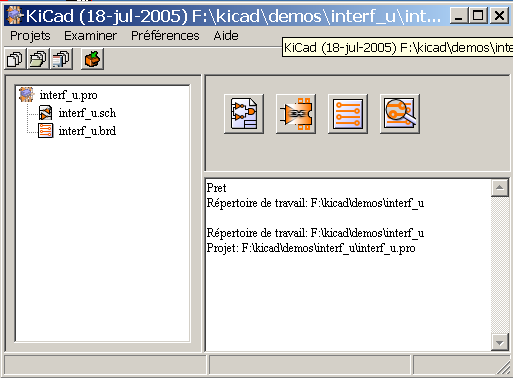 KiCad (18-jul-2005) F:\kicad\demos\interf_u\int...
Projets Examiner Préférences Aide
KiCad (18-jul-2005) F:\kicad\demos\interf_u\inte
interf_u.pro
interf_u.sch
interf_u.brd
Pret
Répertoire de travail: F:\kicad\demos\interf_u
Répertoire de travail: F:\kicad\demos\interf_u
Projet: F:\kicad\demos\interf_u\interf_u.pro